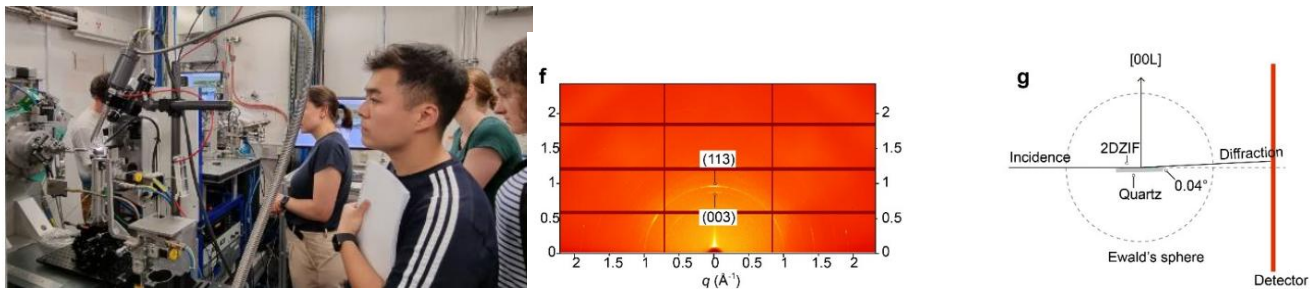 f
2
1.5
1
0.5
0
(113)
(003)
2
1.5
1
0.5
0
2 1.5 1 0.5 0 0.5 1 1.5 2
q (Å⁻¹)
g
[00L]
2DZIF
Incidence
Diffraction
0.04°
Quartz
Ewald's sphere
Detector